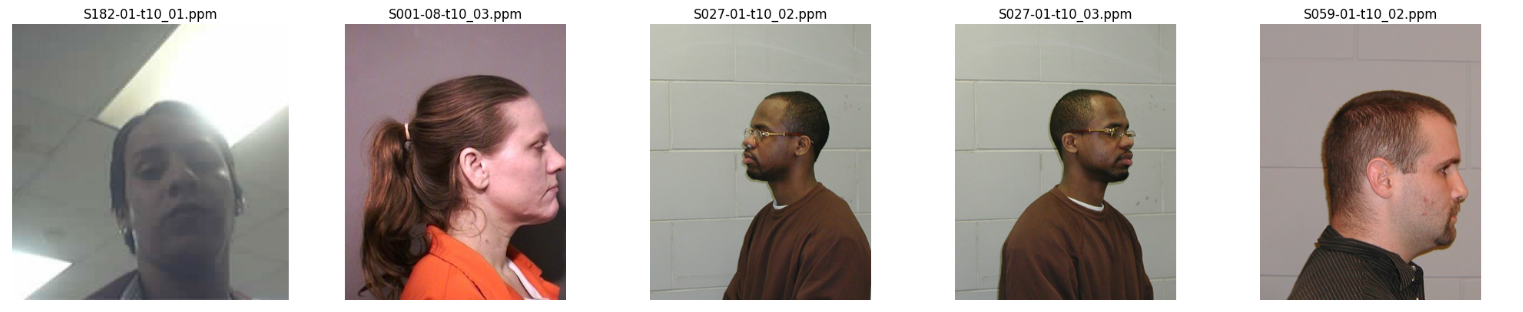 S182-01-t10_01.ppm
S001-08-t10_03.ppm
S027-01-t10_02.ppm
S027-01-t10_03.ppm
S059-01-t10_02.ppm